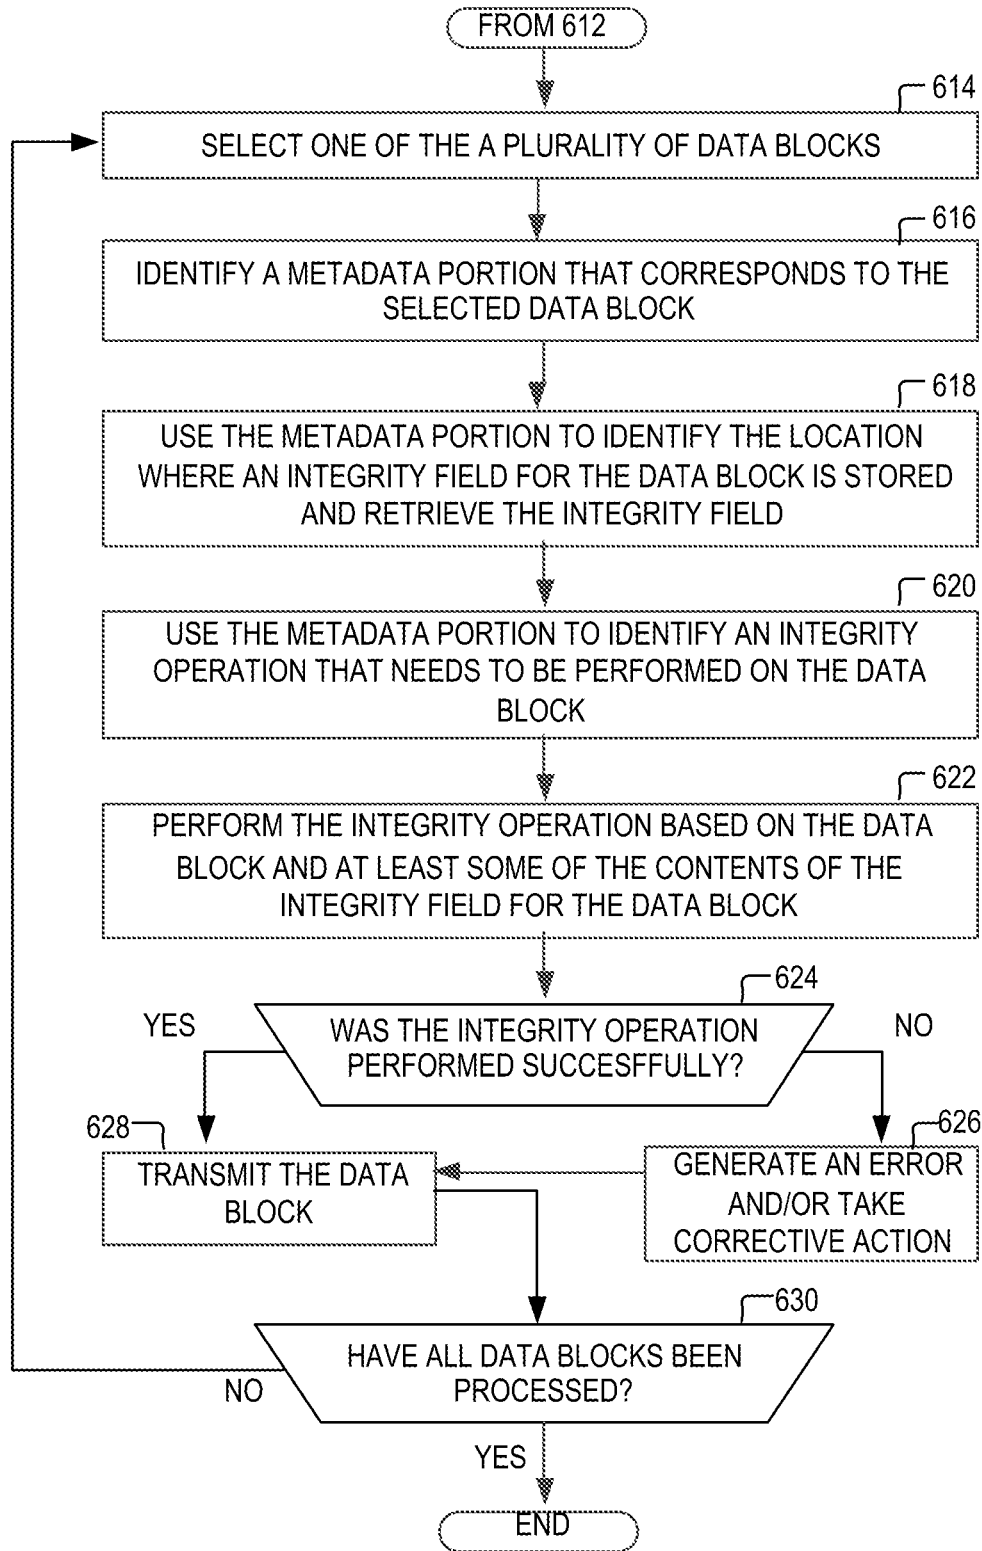 FROM 612
614
SELECT ONE OF THE A PLURALITY OF DATA BLOCKS
616
IDENTIFY A METADATA PORTION THAT CORRESPONDS TO THE
SELECTED DATA BLOCK
618
USE THE METADATA PORTION TO IDENTIFY THE LOCATION
WHERE AN INTEGRITY FIELD FOR THE DATA BLOCK IS STORED
AND RETRIEVE THE INTEGRITY FIELD
620
USE THE METADATA PORTION TO IDENTIFY AN INTEGRITY
OPERATION THAT NEEDS TO BE PERFORMED ON THE DATA
BLOCK
622
PERFORM THE INTEGRITY OPERATION BASED ON THE DATA
BLOCK AND AT LEAST SOME OF THE CONTENTS OF THE
INTEGRITY FIELD FOR THE DATA BLOCK
624
WAS THE INTEGRITY OPERATION
PERFORMED SUCCESFFULLY?
YES
NO
628
TRANSMIT THE DATA
BLOCK
626
GENERATE AN ERROR
AND/OR TAKE
CORRECTIVE ACTION
630
HAVE ALL DATA BLOCKS BEEN
PROCESSED?
NO
YES
END